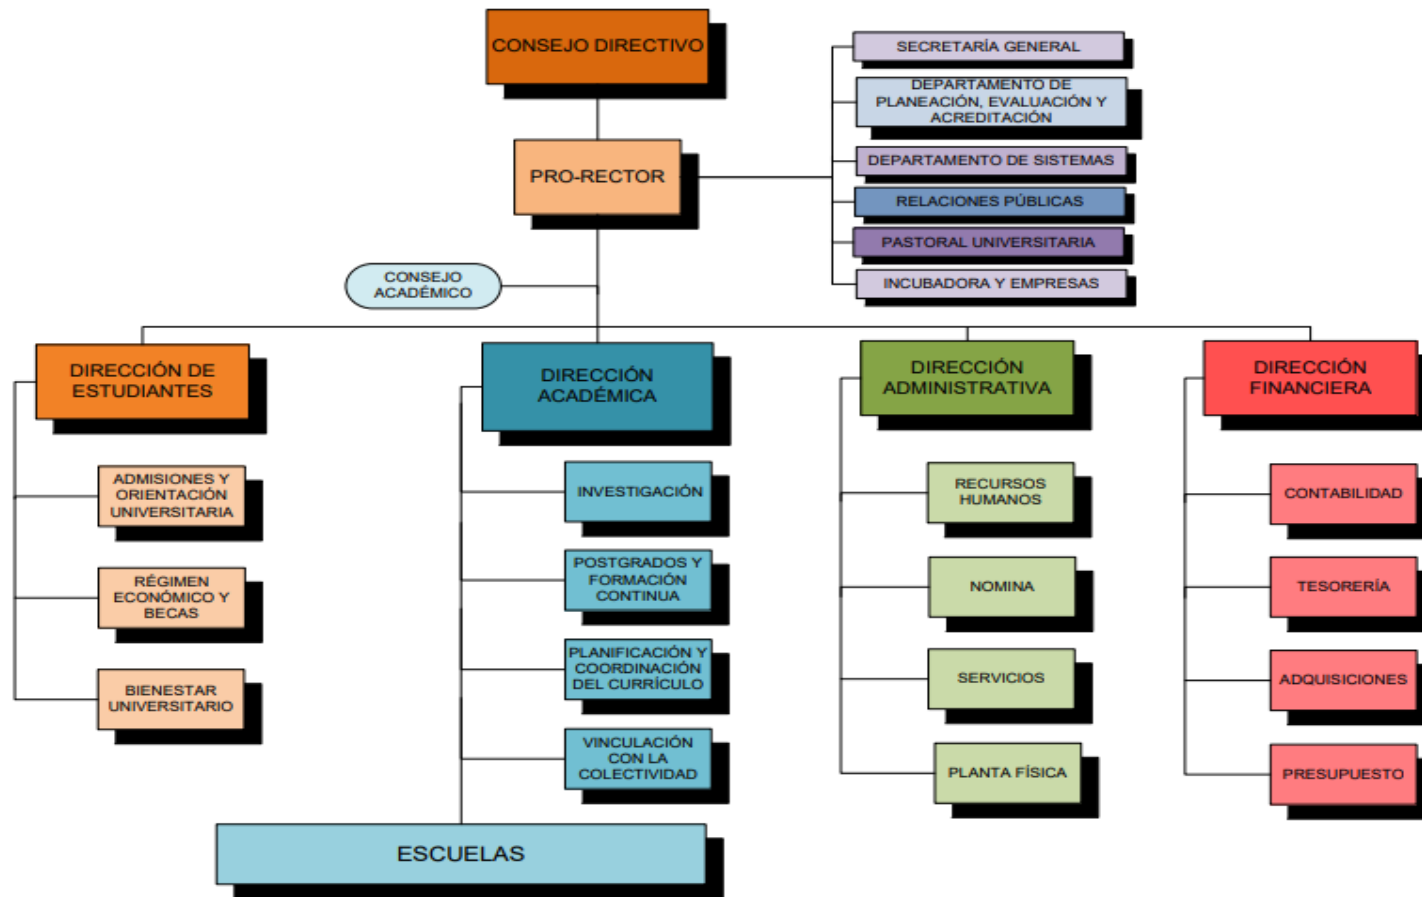 CONSEJO DIRECTIVO
PRO-RECTOR
SECRETARÍA GENERAL
DEPARTAMENTO DE
PLANEACIÓN, EVALUACIÓN Y
ACREDITACIÓN
DEPARTAMENTO DE SISTEMAS
RELACIONES PÚBLICAS
PASTORAL UNIVERSITARIA
INCUBADORA Y EMPRESAS
CONSEJO
ACADÉMICO
DIRECCIÓN DE
ESTUDIANTES
ADMISIONES Y
ORIENTACIÓN
UNIVERSITARIA
RÉGIMEN
ECONÓMICO Y
BECAS
BIENESTAR
UNIVERSITARIO
DIRECCIÓN
ACADÉMICA
INVESTIGACIÓN
POSTGRADOS Y
FORMACIÓN
CONTINUA
PLANIFICACIÓN Y
COORDINACIÓN
DEL CURRÍCULO
VINCULACIÓN
CON LA
COLECTIVIDAD
ESCUELAS
DIRECCIÓN
ADMINISTRATIVA
RECURSOS
HUMANOS
NOMINA
SERVICIOS
PLANTA FÍSICA
DIRECCIÓN
FINANCIERA
CONTABILIDAD
TESORERÍA
ADQUISICIONES
PRESUPUESTO